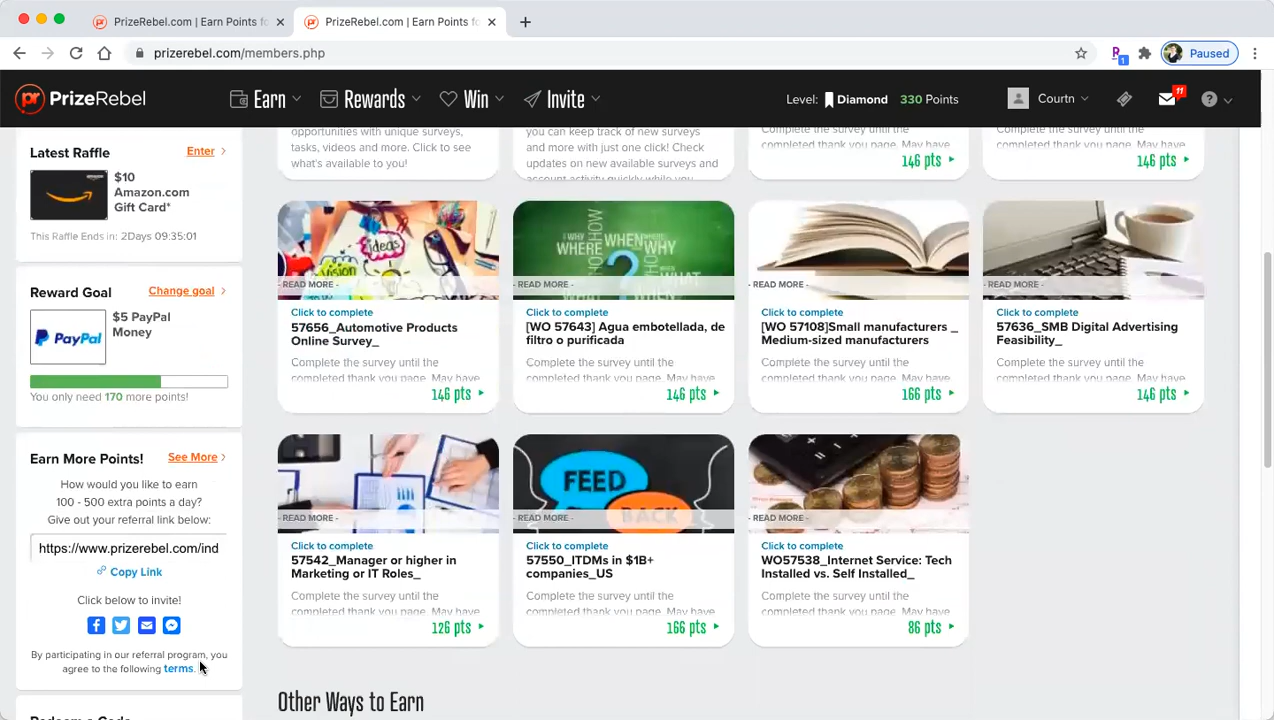 PrizeRebel.com | Earn Points fo
PrizeRebel.com | Earn Points fo
prizerebel.com/members.php
1
Paused
pr PrizeRebel
Earn
Rewards
Win
Invite
Level: Diamond 330 Points
Courtn
11
?
Latest Raffle
Enter
$10
Amazon.com
Gift Card*
This Raffle Ends in: 2Days 09:35:01
Reward Goal
Change goal
PayPal
$5 PayPal
Money
You only need 170 more points!
Earn More Points!
See More
How would you like to earn
100 - 500 extra points a day?
Give out your referral link below:
https://www.prizerebel.com/ind
Copy Link
Click below to invite!
By participating in our referral program, you
agree to the following terms.
Redeem a Code
opportunities with unique surveys,
tasks, videos and more. Click to
see what's available to you!
you can keep track of new surveys
and more with just one click! Check
updates on new available surveys and
account activity quickly while you
Complete the survey until the
completed thank you page. May have
146 pts
Complete the survey until the
completed thank you page. May have
146 pts
ideas
Vision
- READ MORE -
Click to complete
57656_Automotive Products
Online Survey_
Complete the survey until the
completed thank you page. May have
146 pts
WHERE
WHEN
WHY
HOW
?
- READ MORE -
Click to complete
[WO 57643] Agua embotellada, de
filtro o purificada
Complete the survey until the
completed thank you page. May have
146 pts
- READ MORE -
Click to complete
[WO 57108]Small manufacturers _
Medium-sized manufacturers
Complete the survey until the
completed thank you page. May have
166 pts
- READ MORE -
Click to complete
57636_SMB Digital Advertising
Feasibility_
Complete the survey until the
completed thank you page. May have
146 pts
- READ MORE -
Click to complete
57542_Manager or higher in
Marketing or IT Roles_
Complete the survey until the
completed thank you page. May have
126 pts
FEED
BACK
- READ MORE -
Click to complete
57550_ITDMs in $1B+
companies_US
Complete the survey until the
completed thank you page. May have
166 pts
- READ MORE -
Click to complete
WO57538_Internet Service: Tech
Installed vs. Self Installed_
Complete the survey until the
completed thank you page. May have
86 pts
Other Ways to Earn